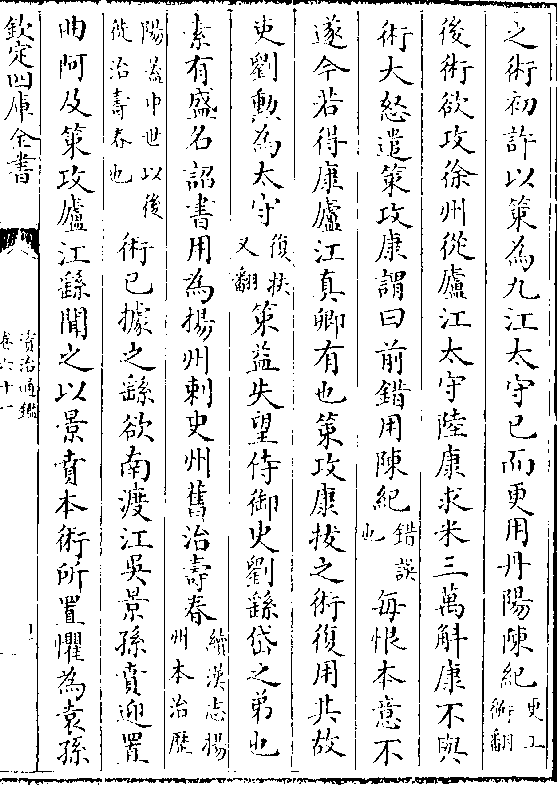 之術初許以策為九江太守已而更用丹陽陳紀更工衡翻
後術欲攻徐州從廬江太守陸康求米三萬斛康不與
術大怒遣策攻康謂曰前錯用陳紀錯誤也每恨本意不
遂今若得康廬江真卿有也策攻康拔之術復用其故
吏劉勳為太守復扶又翻策益失望侍御史劉繇岱之弟也
素有盛名詔書用為揚州刺史州舊治壽春續漢志揚州本治歷
陽蓋中世以後徙治壽春也術已據之繇欲南渡江吳景孫賁迎置
曲阿及策攻廬江繇聞之以景賁本術所置懼為袁孫
欽定四庫全書
資治通鑑
卷六十一